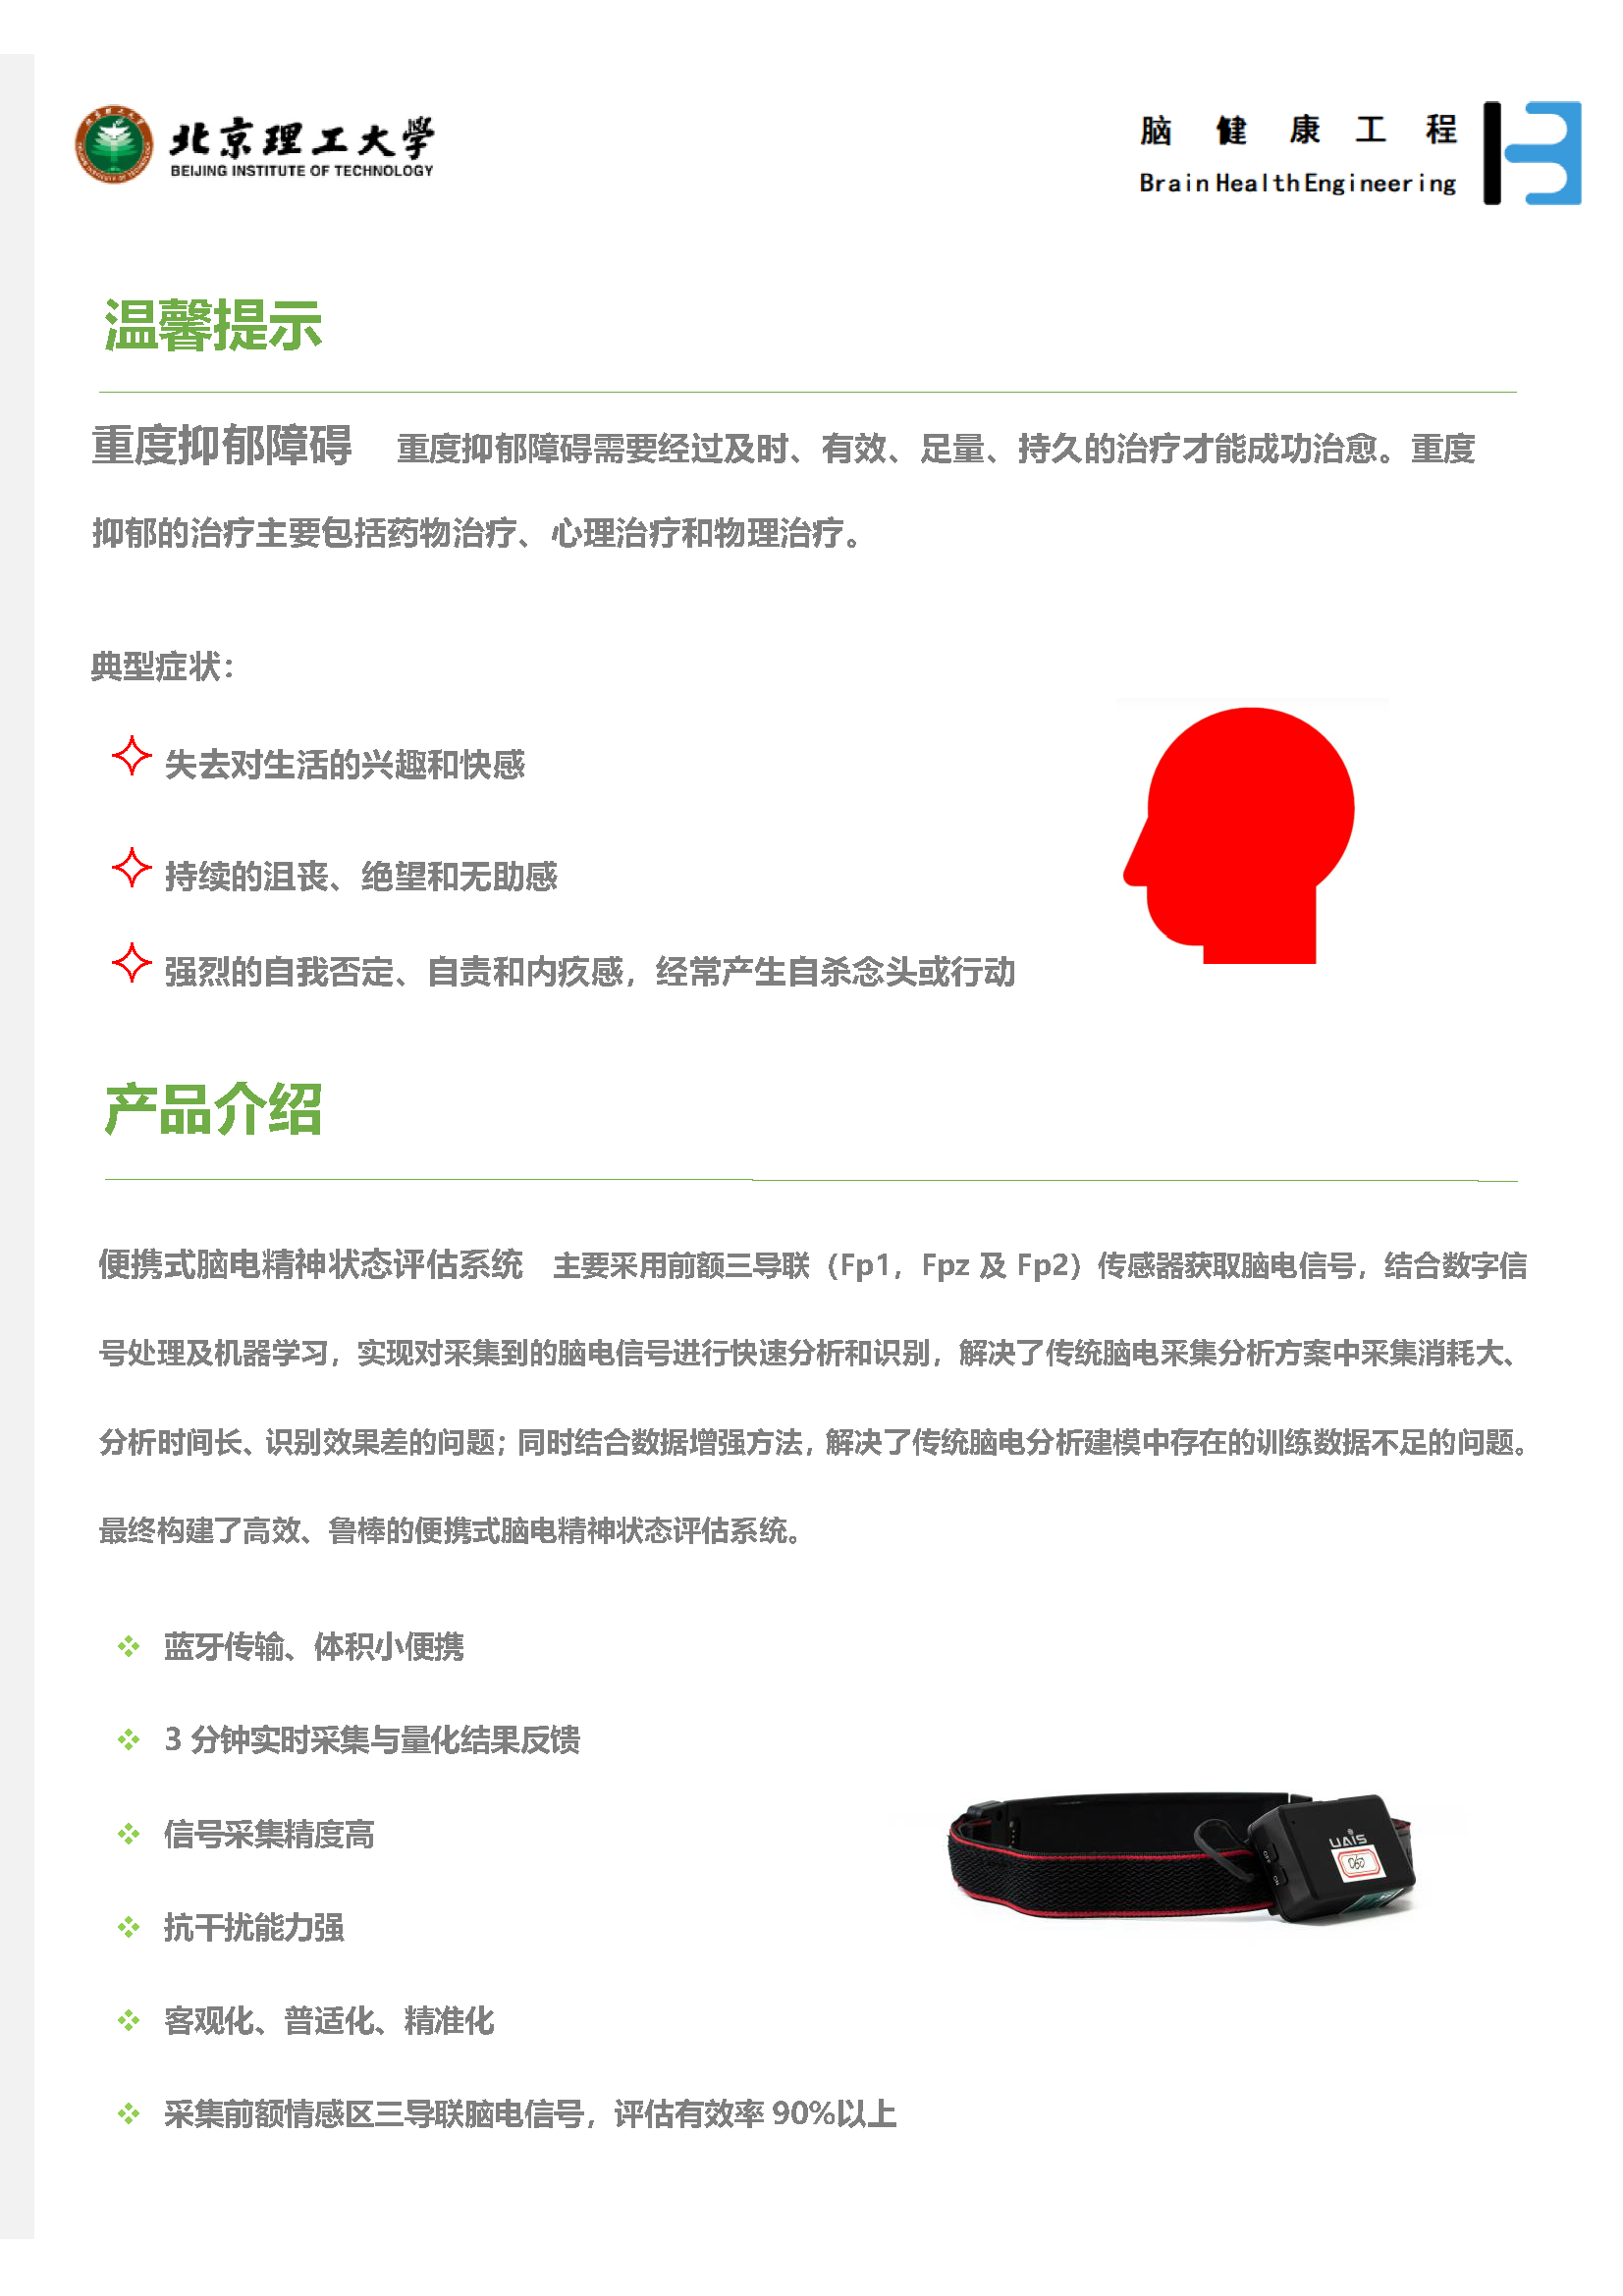 北京理工大学
BEIJING INSTITUTE OF TECHNOLOGY
脑健康工程
Brain Health Engineering
温馨提示
重度抑郁障碍 重度抑郁障碍需要经过及时、有效、足量、持久的治疗才能成功治愈。重度
抑郁的治疗主要包括药物治疗、心理治疗和物理治疗。
典型症状：
失去对生活的兴趣和快感
持续的沮丧、绝望和无助感
强烈的自我否定、自责和内疚感，经常产生自杀念头或行动
产品介绍
便携式脑电精神状态评估系统 主要采用前额三导联（Fp1，Fpz 及 Fp2）传感器获取脑电信号，结合数字信
号处理及机器学习，实现对采集到的脑电信号进行快速分析和识别，解决了传统脑电采集分析方案中采集消耗大、
分析时间长、识别效果差的问题；同时结合数据增强方法，解决了传统脑电分析建模中存在的训练数据不足的问题。
最终构建了高效、鲁棒的便携式脑电精神状态评估系统。
蓝牙传输、体积小便携
3 分钟实时采集与量化结果反馈
信号采集精度高
抗干扰能力强
客观化、普适化、精准化
采集前额情感区三导联脑电信号，评估有效率 90%以上
UAIS
060
OFF
ON